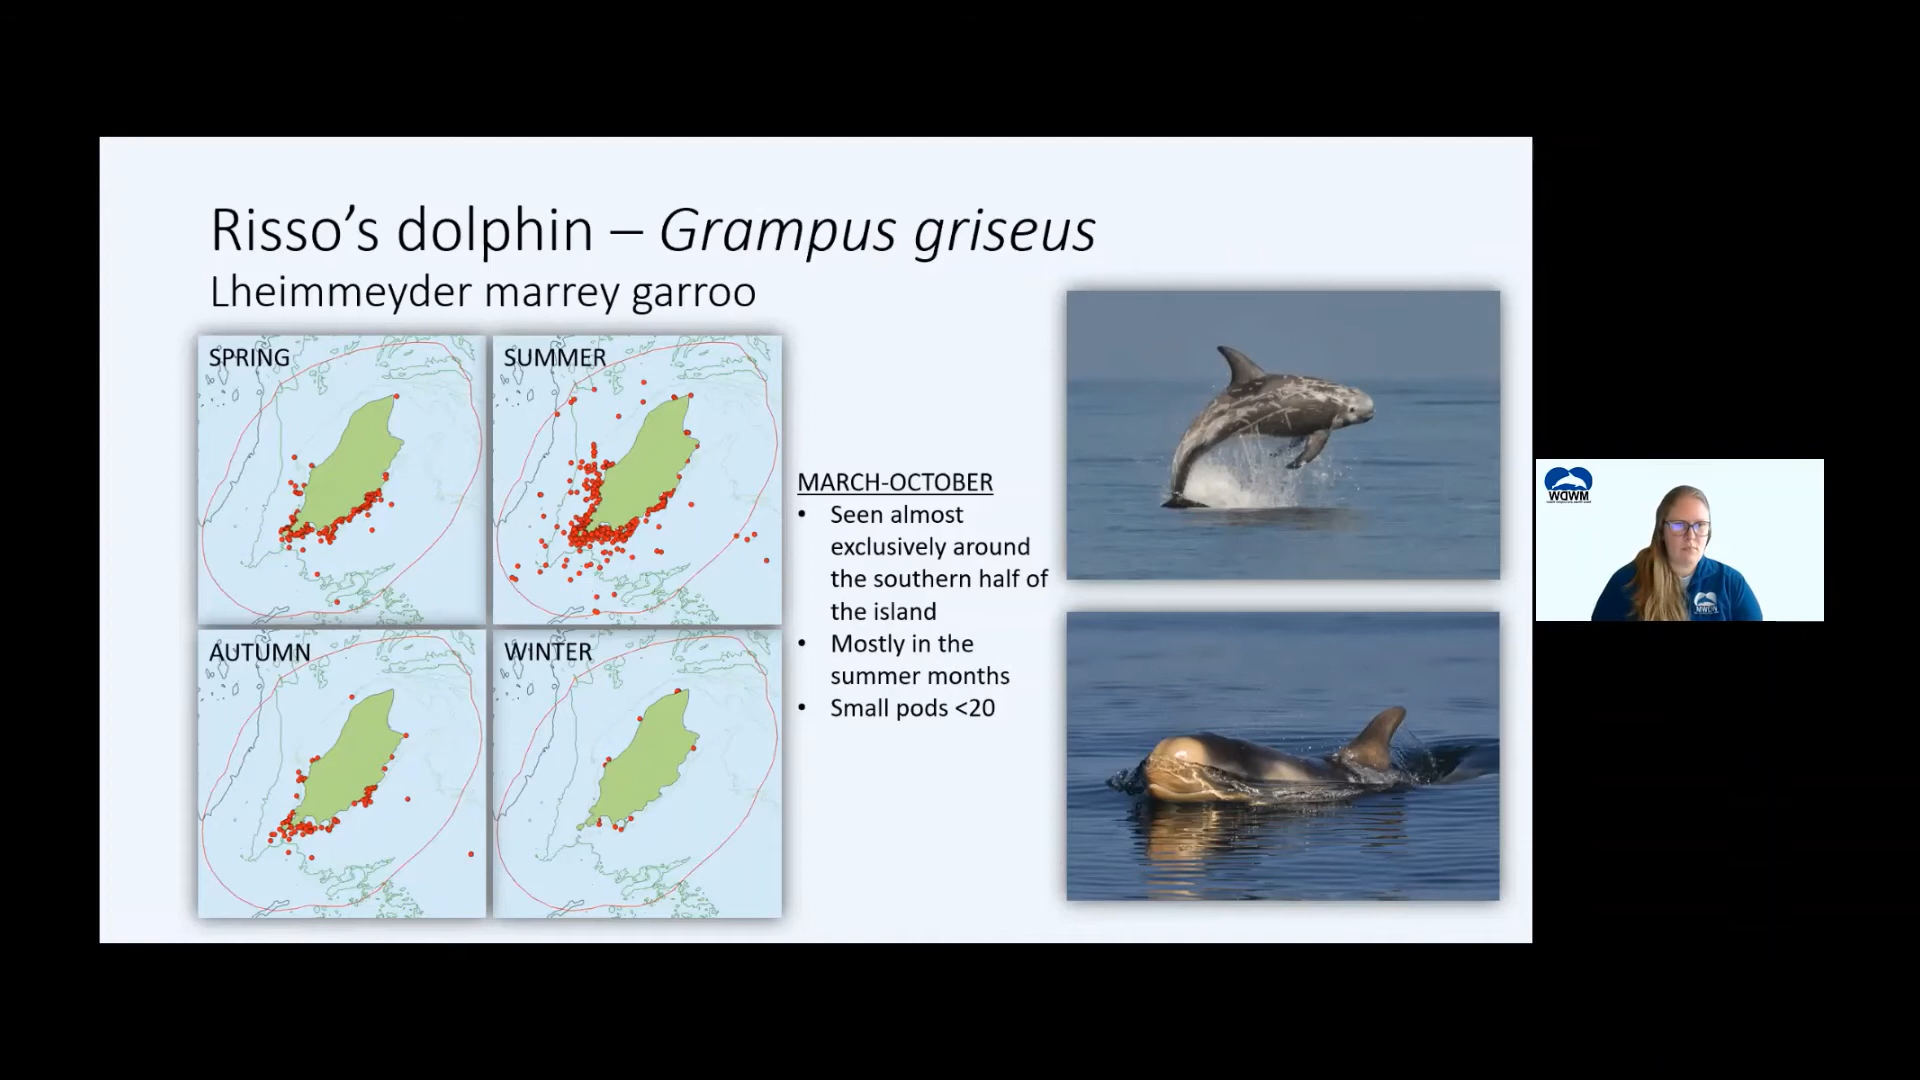 Risso's dolphin – Grampus griseus
Lheimmeyder marrey garroo
SPRING
SUMMER
AUTUMN
WINTER
MARCH-OCTOBER
• Seen almost
exclusively around
the southern half of
the island
• Mostly in the
summer months
• Small pods <20
WDWM